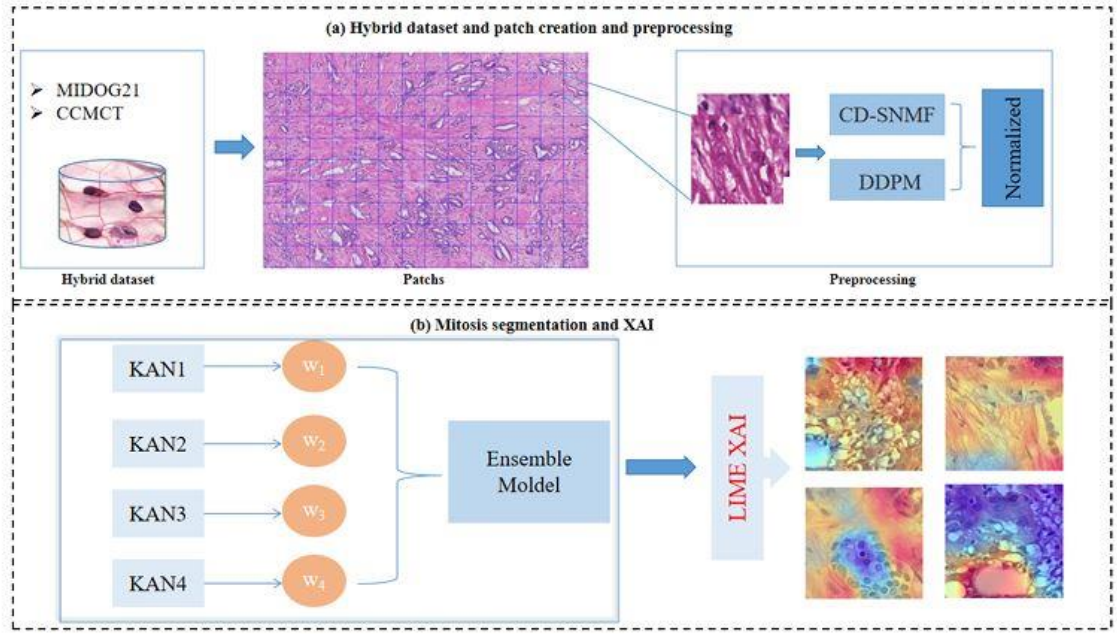 (a) Hybrid dataset and patch creation and preprocessing
➤ MIDOG21
➤ CCMCT
Hybrid dataset
Patchs
CD-SNMF
DDPM
Normalized
Preprocessing
(b) Mitosis segmentation and XAI
KAN1
W₁
KAN2
W₂
KAN3
W₃
KAN4
W₄
Ensemble
Moldel
LIME XAI